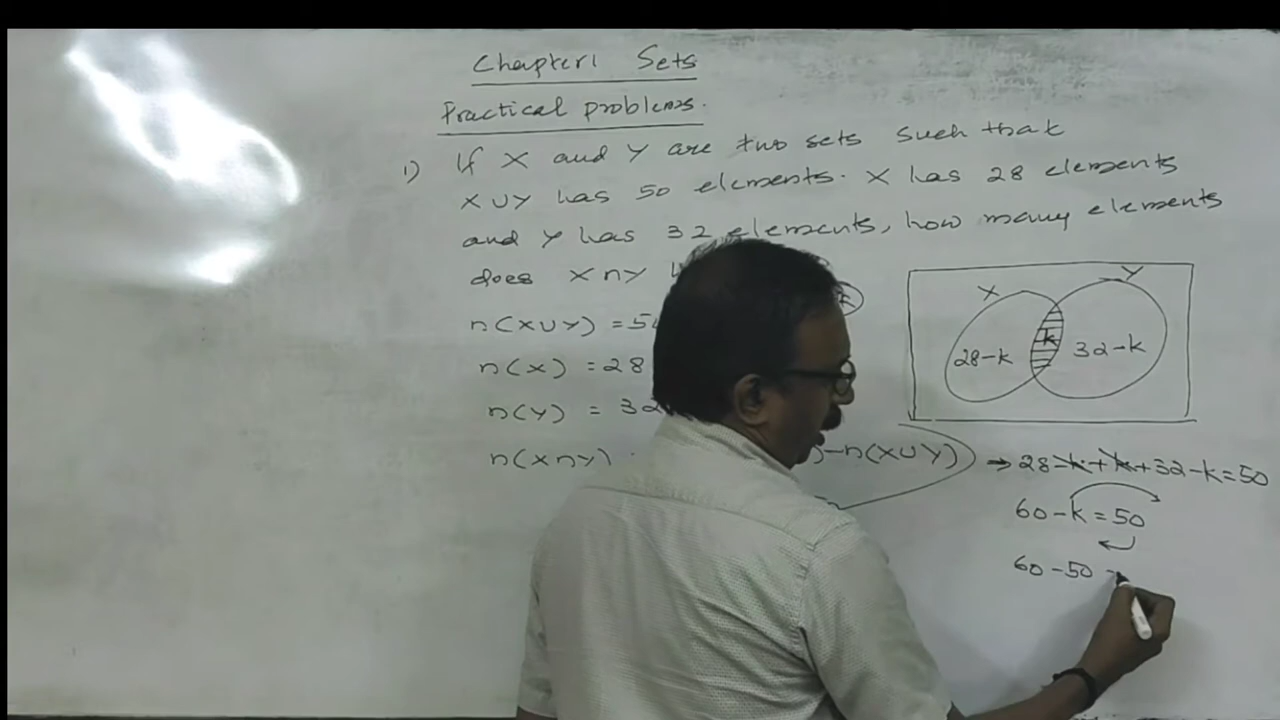 Chapter 1 Sets
Practical problems.
1) If X and Y are two sets such that
X∪Y has 50 elements. X has 28 elements
and Y has 32 elements, how many elements
does X∩Y
n(X∪Y) = 5
n(X) = 28
n(Y) = 32
n(X∩Y)
) - n(X∪Y)
X
Y
28-k
k
32-k
→ 28-k+k+32-k=50
60-k=50
60-50 =